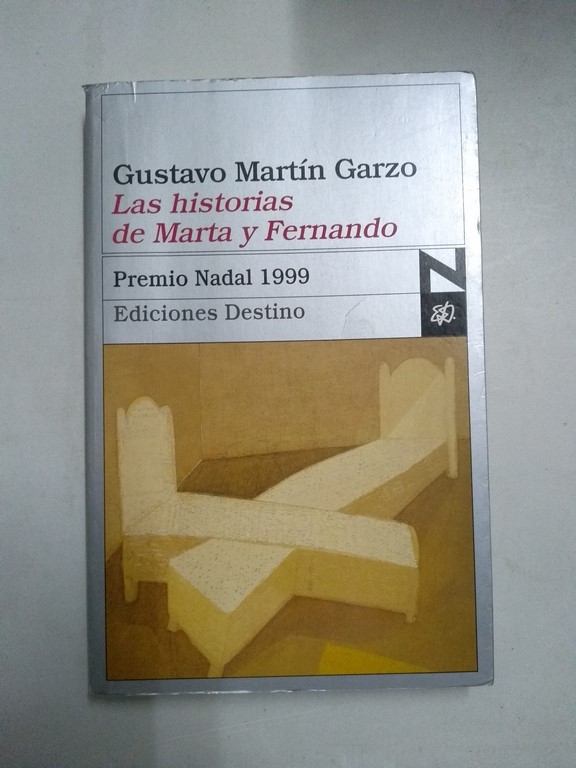 Gustavo Martín Garzo
Las historias
de Marta y Fernando
Premio Nadal 1999
Ediciones Destino
N